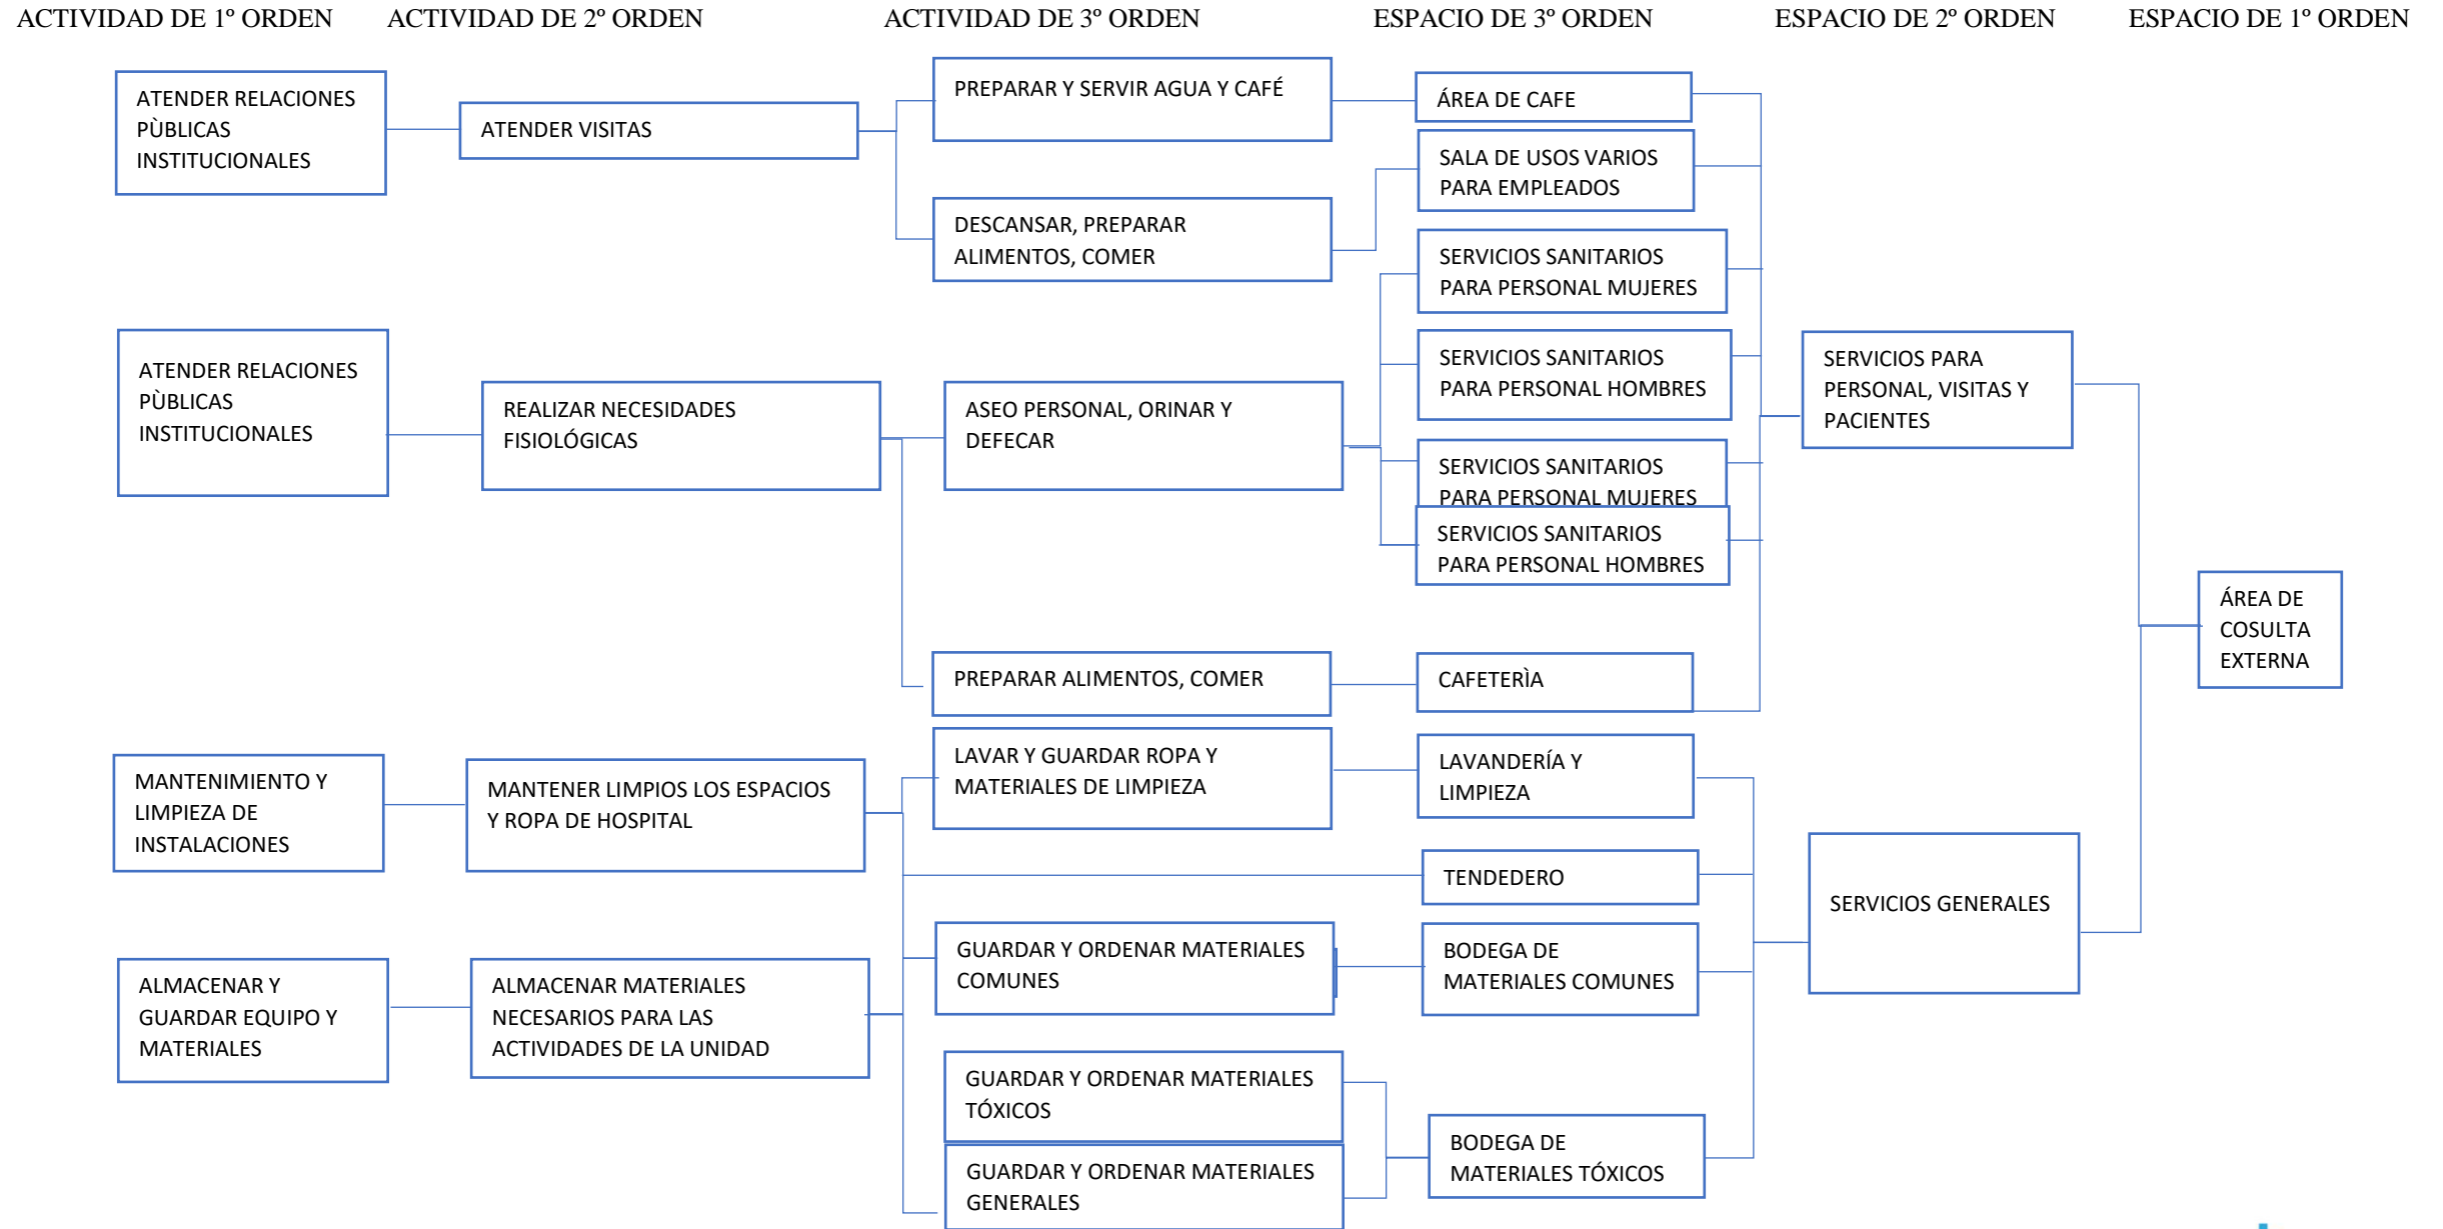 ACTIVIDAD DE 1º ORDEN
ACTIVIDAD DE 2º ORDEN
ACTIVIDAD DE 3º ORDEN
ESPACIO DE 3º ORDEN
ESPACIO DE 2º ORDEN
ESPACIO DE 1º ORDEN
ATENDER RELACIONES
PÙBLICAS
INSTITUCIONALES
ATENDER VISITAS
PREPARAR Y SERVIR AGUA Y CAFÉ
ÁREA DE CAFE
DESCANSAR, PREPARAR
ALIMENTOS, COMER
SALA DE USOS VARIOS
PARA EMPLEADOS
ATENDER RELACIONES
PÙBLICAS
INSTITUCIONALES
REALIZAR NECESIDADES
FISIOLÓGICAS
ASEO PERSONAL, ORINAR Y
DEFECAR
SERVICIOS SANITARIOS
PARA PERSONAL MUJERES
SERVICIOS SANITARIOS
PARA PERSONAL HOMBRES
SERVICIOS SANITARIOS
PARA PERSONAL MUJERES
SERVICIOS SANITARIOS
PARA PERSONAL HOMBRES
PREPARAR ALIMENTOS, COMER
CAFETERÌA
SERVICIOS PARA
PERSONAL, VISITAS Y
PACIENTES
MANTENIMIENTO Y
LIMPIEZA DE
INSTALACIONES
MANTENER LIMPIOS LOS ESPACIOS
Y ROPA DE HOSPITAL
LAVAR Y GUARDAR ROPA Y
MATERIALES DE LIMPIEZA
LAVANDERÍA Y
LIMPIEZA
TENDEDERO
ALMACENAR Y
GUARDAR EQUIPO Y
MATERIALES
ALMACENAR MATERIALES
NECESARIOS PARA LAS
ACTIVIDADES DE LA UNIDAD
GUARDAR Y ORDENAR MATERIALES
COMUNES
BODEGA DE
MATERIALES COMUNES
GUARDAR Y ORDENAR MATERIALES
TÓXICOS
GUARDAR Y ORDENAR MATERIALES
GENERALES
BODEGA DE
MATERIALES TÓXICOS
SERVICIOS GENERALES
ÁREA DE
COSULTA
EXTERNA